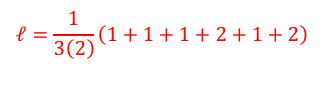 ℓ = 1/3(2) (1 + 1 + 1 + 2 + 1 + 2)